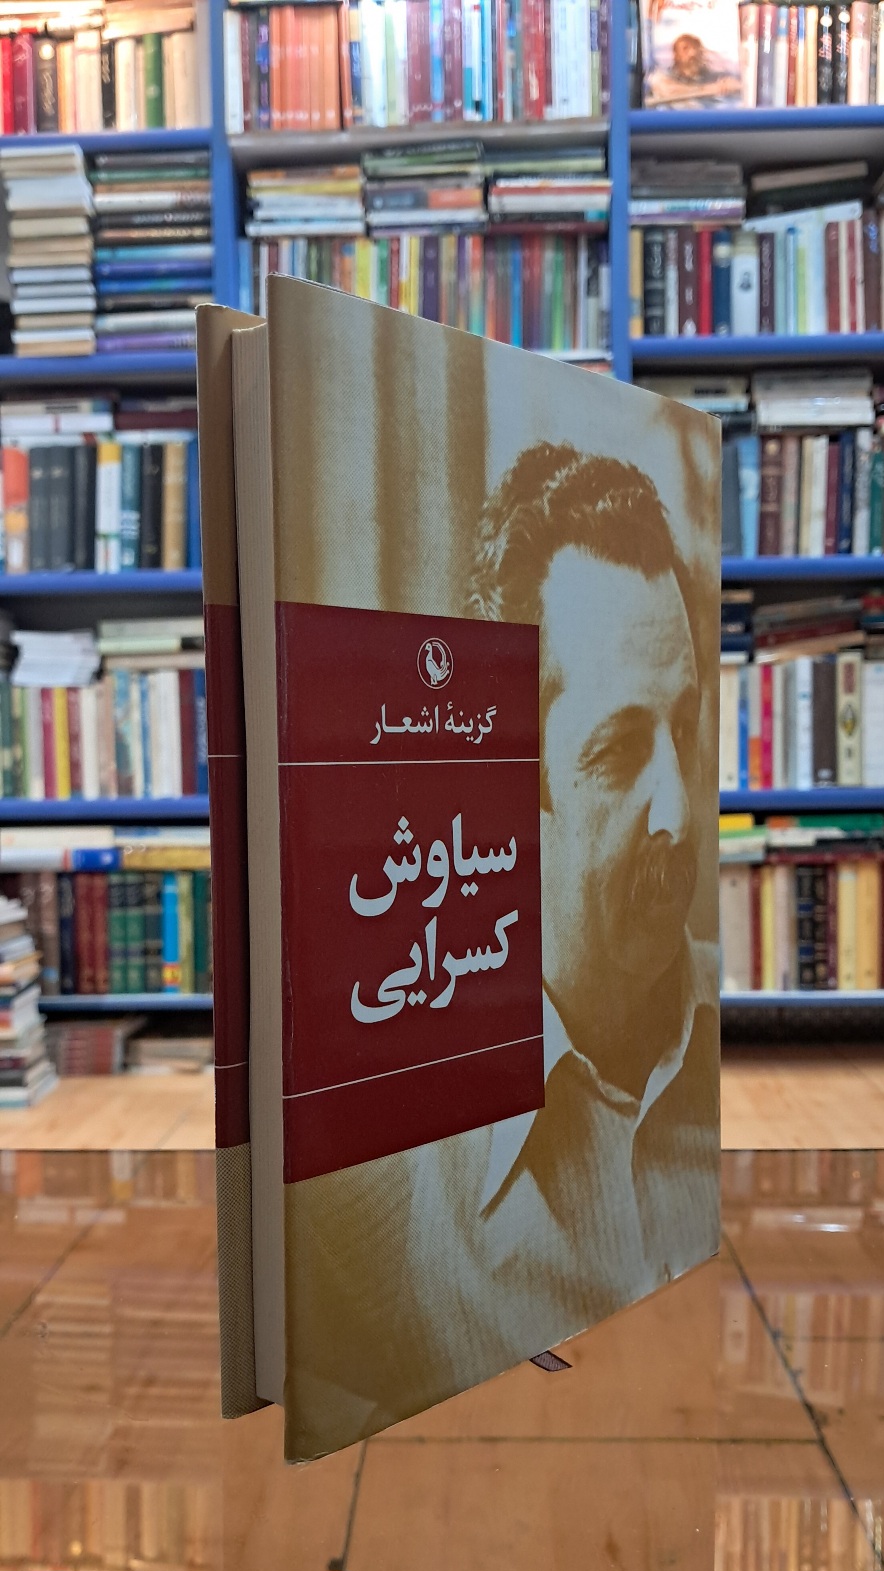 گزینهٔ اشعار
سیاوش
کسرایی